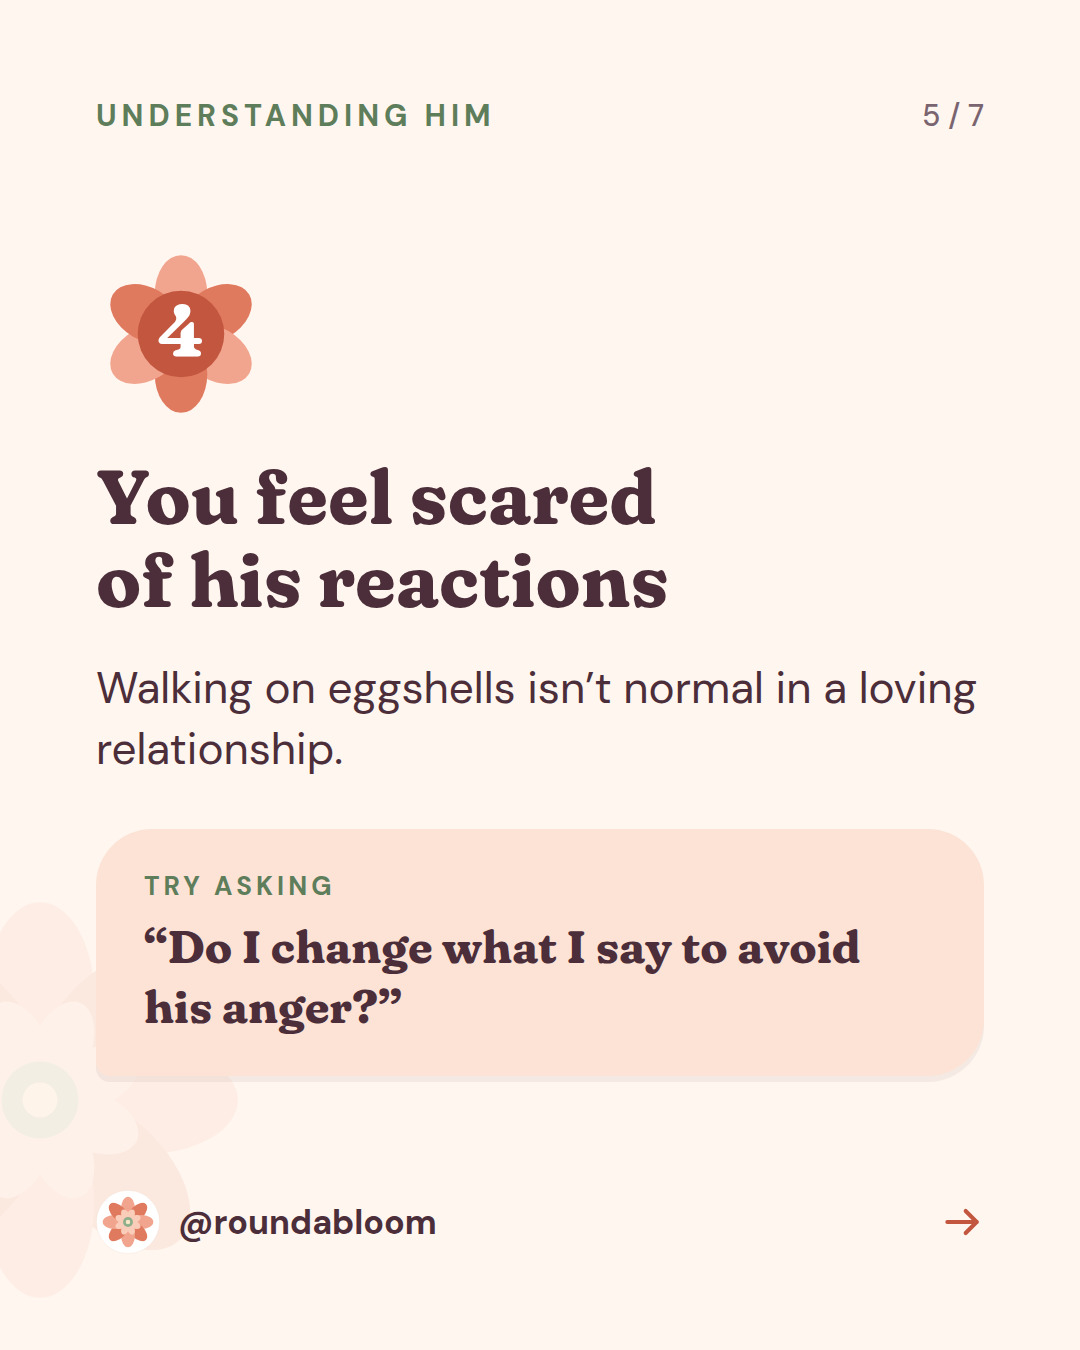 UNDERSTANDING HIM
5 / 7
4
You feel scared
of his reactions
Walking on eggshells isn’t normal in a loving
relationship.
TRY ASKING
“Do I change what I say to avoid
his anger?”
@roundabloom